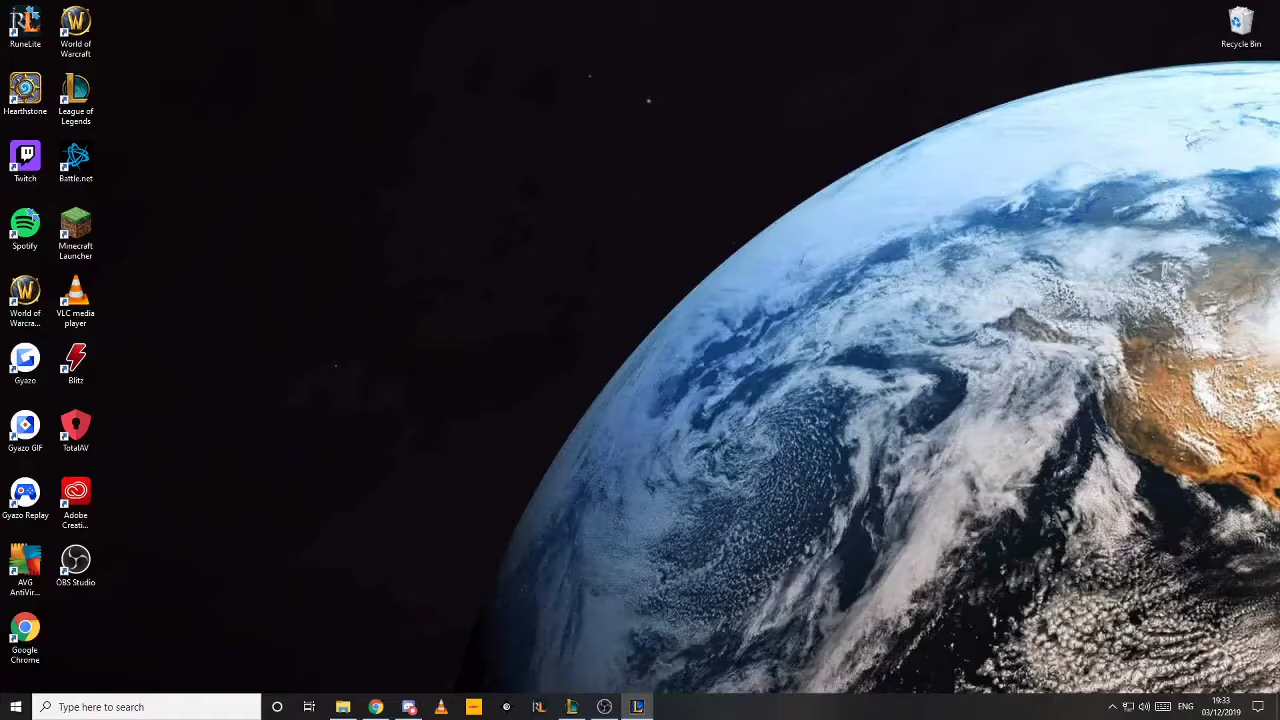 RuneLite
World of
Warcraft
Hearthstone
League of
Legends
Twitch
Battle.net
Spotify
Minecraft
Launcher
World of
Warcra...
VLC media
player
Gyazo
Blitz
Gyazo GIF
TotalAV
Gyazo Replay
Adobe
Creati...
AVG
AntiVir...
OBS Studio
Google
Chrome
Recycle Bin
Type here to search
ENG
19:33
03/12/2019